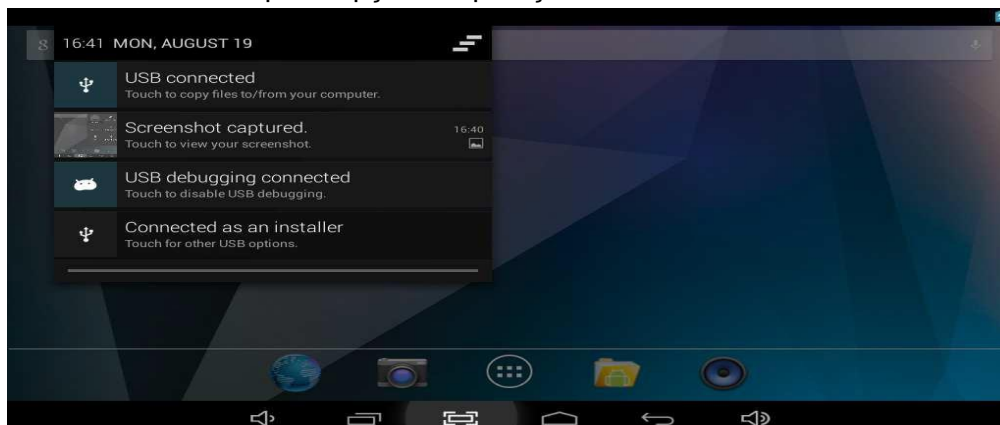 8 16:41 MON, AUGUST 19
USB connected
Touch to copy files to/from your computer.
Screenshot captured. 16:40
Touch to view your screenshot.
USB debugging connected
Touch to disable USB debugging.
Connected as an installer
Touch for other USB options.